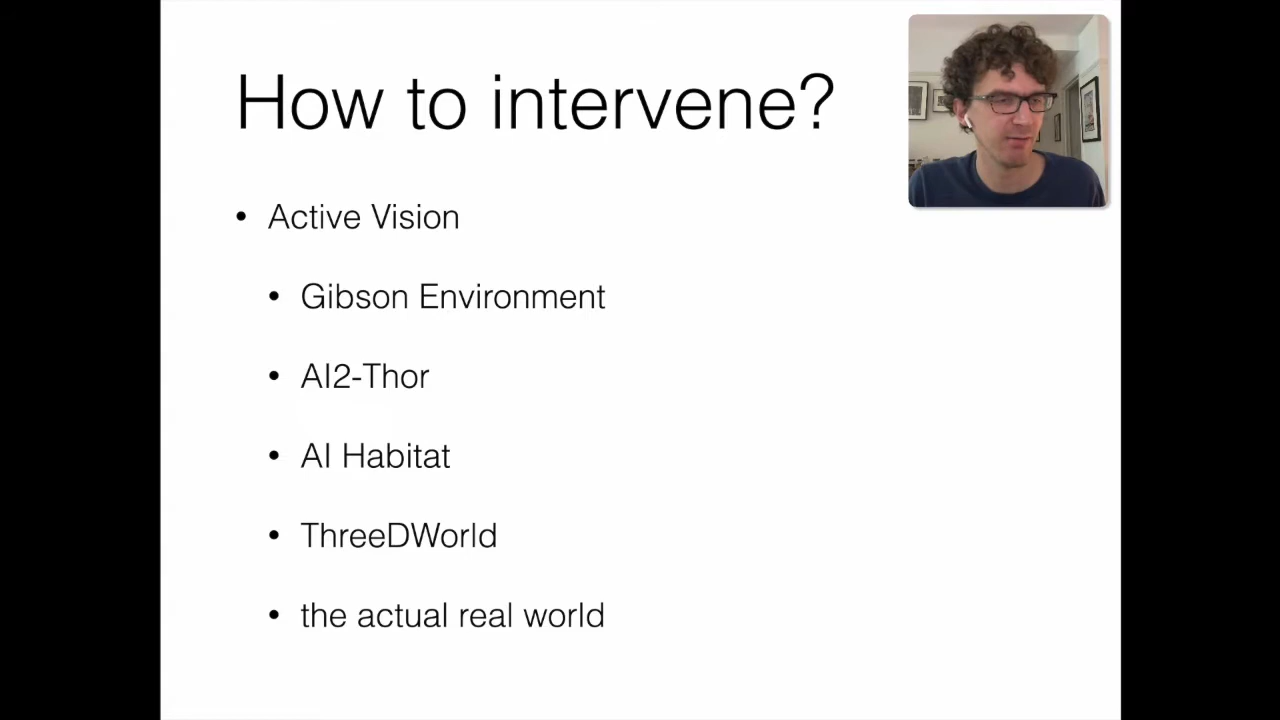 How to intervene?
• Active Vision
• Gibson Environment
• AI2-Thor
• AI Habitat
• ThreeDWorld
• the actual real world